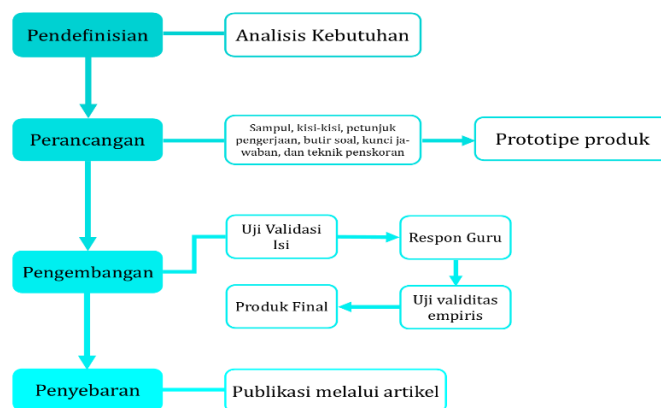 Pendefinisian
Analisis Kebutuhan
Perancangan
Sampul, kisi-kisi, petunjuk
pengerjaan, butir soal, kunci ja-
waban, dan teknik penskoran
Prototipe produk
Pengembangan
Uji Validasi
Isi
Respon Guru
Uji validitas
empiris
Produk Final
Penyebaran
Publikasi melalui artikel